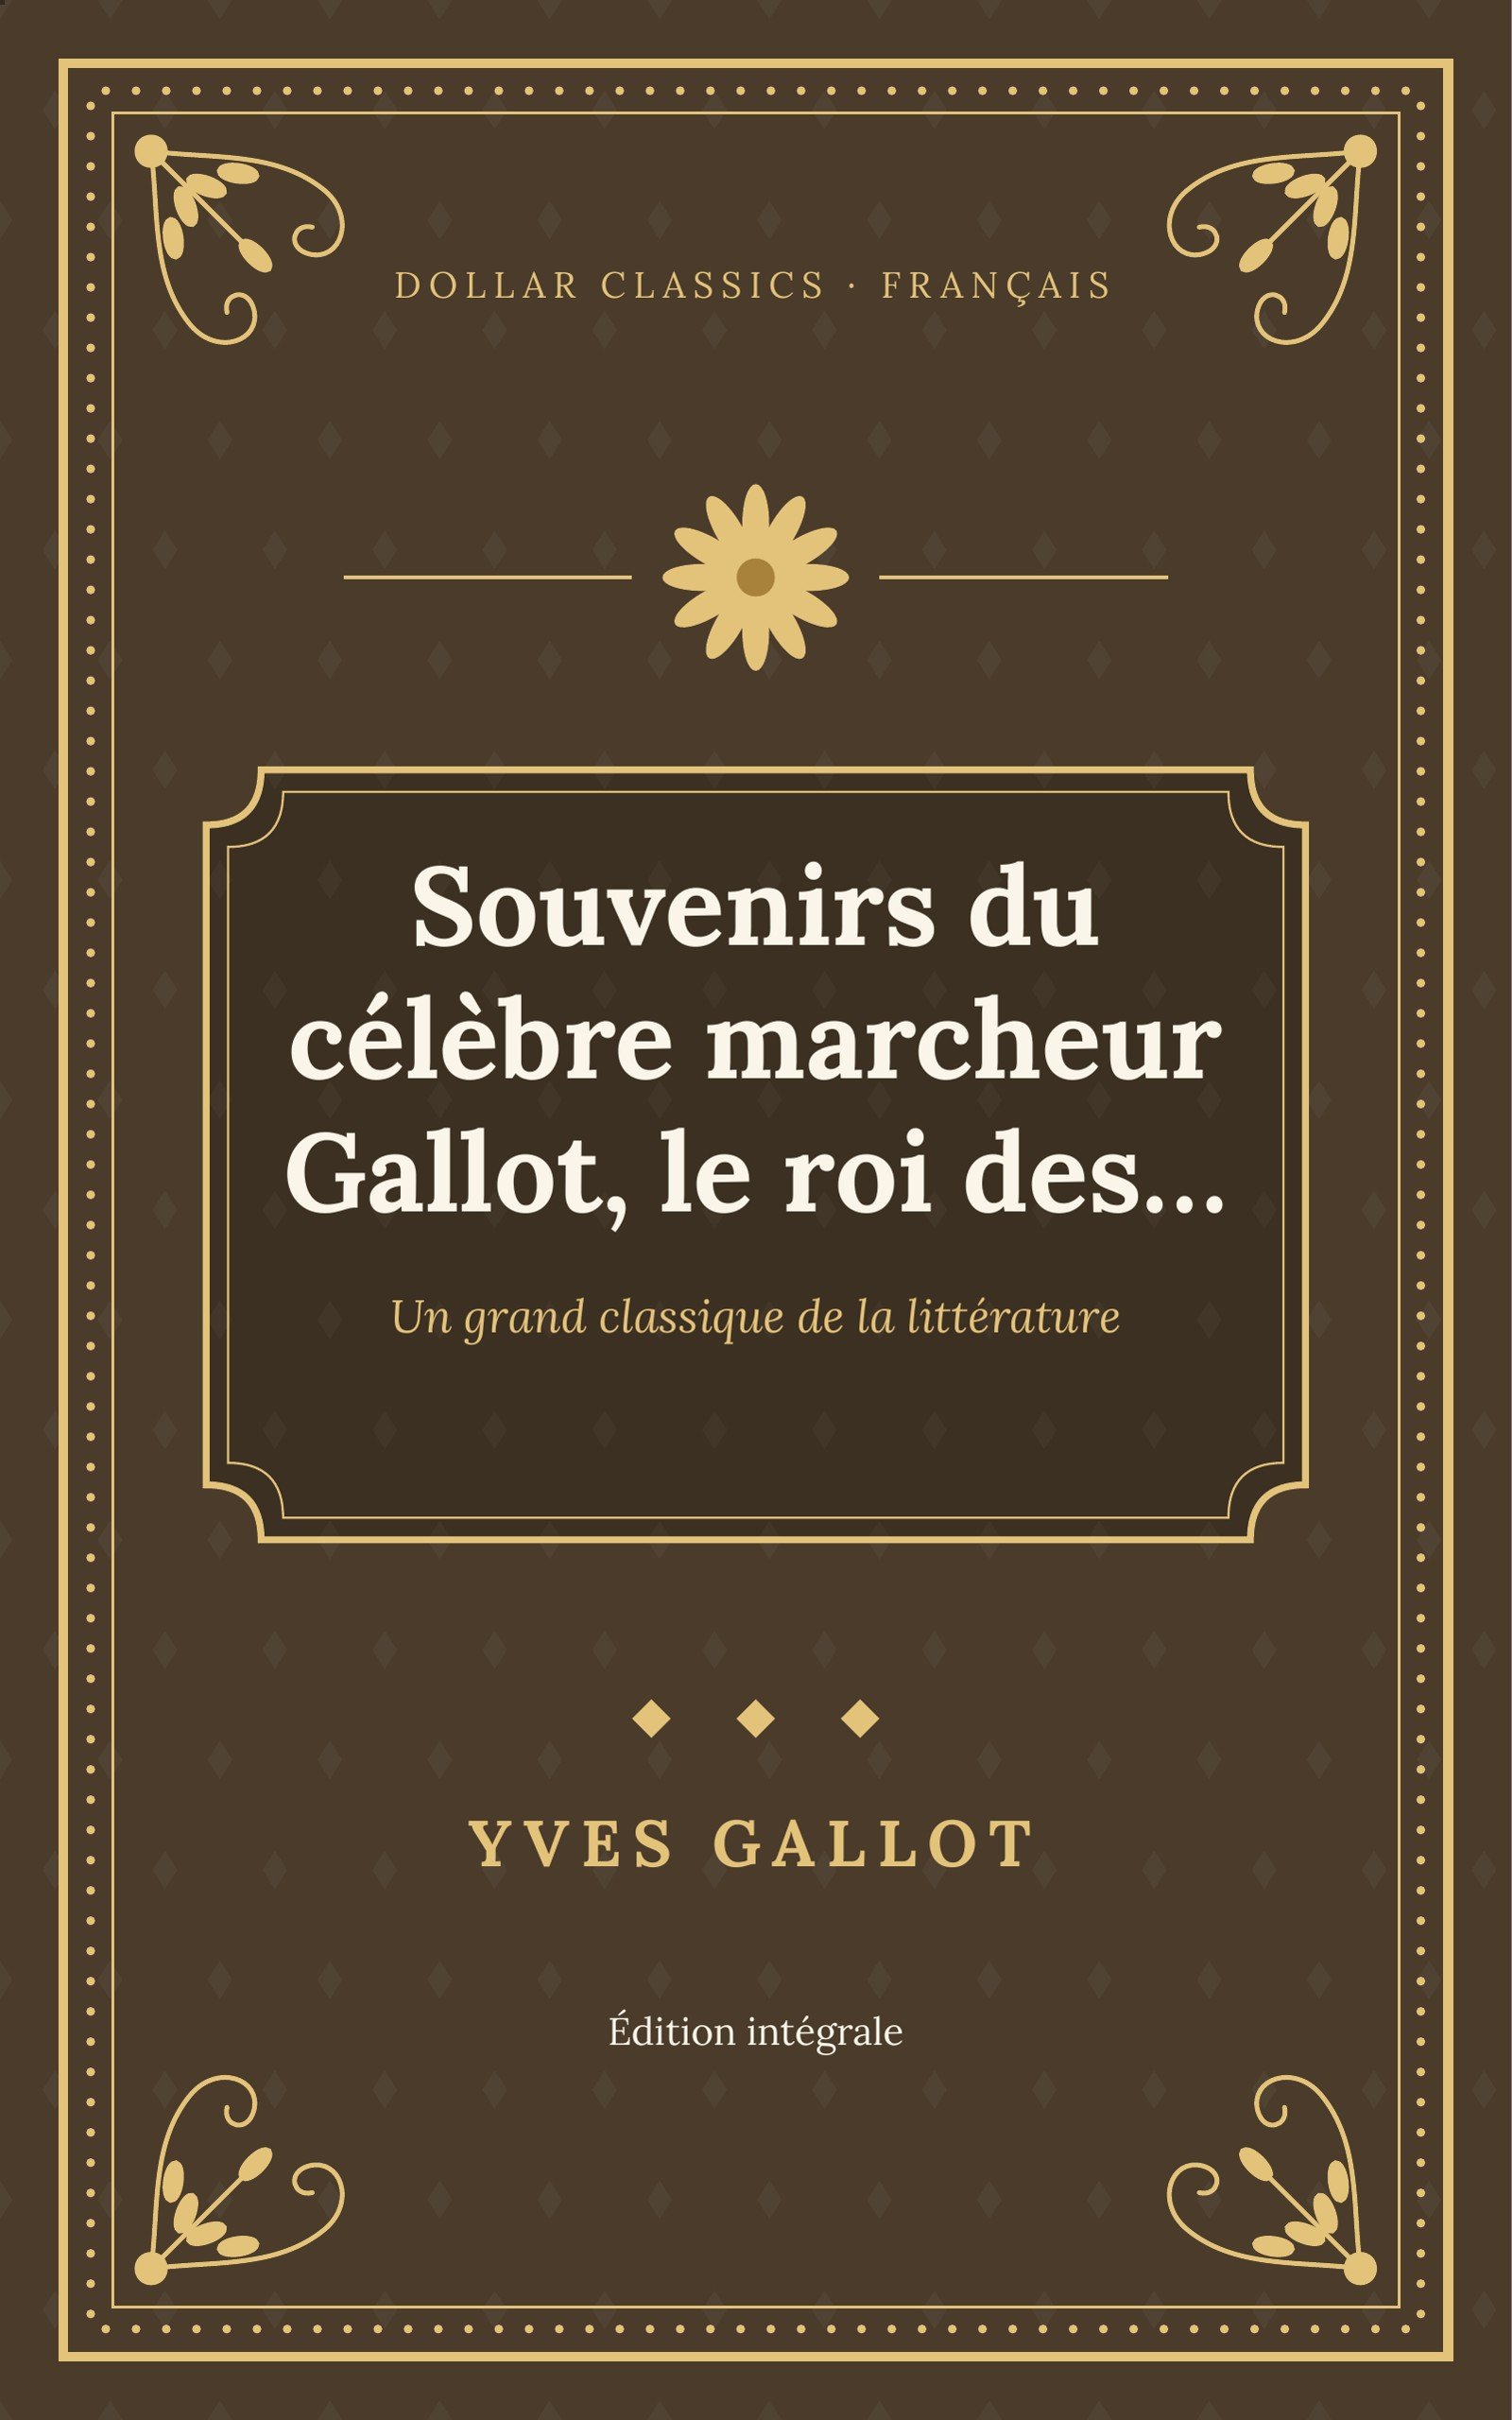 DOLLAR CLASSICS · FRANÇAIS
Souvenirs du
célèbre marcheur
Gallot, le roi des...
Un grand classique de la littérature
YVES GALLOT
Édition intégrale